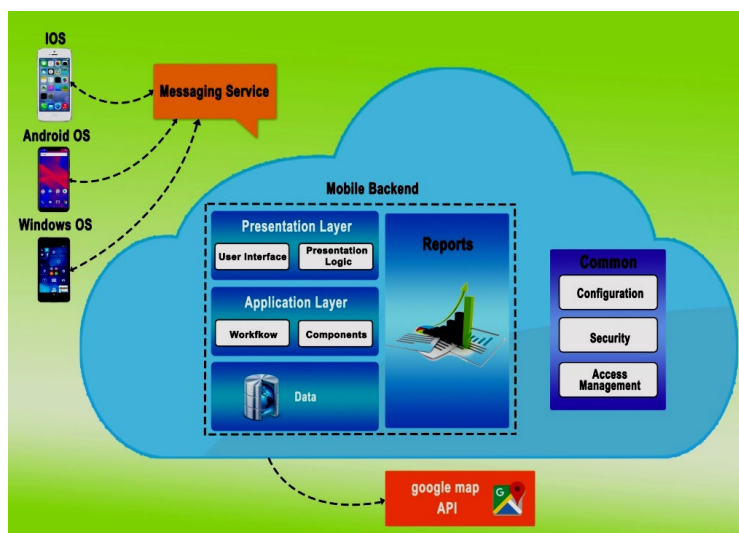 IOS
Messaging Service
Android OS
Windows OS
Mobile Backend
Presentation Layer
User Interface
Presentation
Logic
Application Layer
Workfkow
Components
Data
Reports
Common
Configuration
Security
Access
Management
google map
API
G